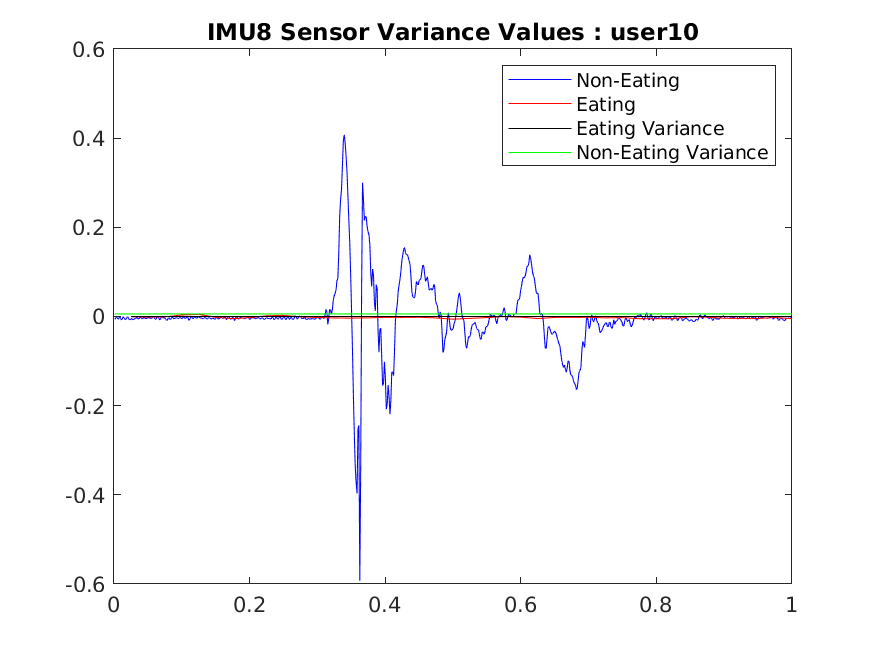 IMU8 Sensor Variance Values : user10
0.6
Non-Eating
Eating
Eating Variance
Non-Eating Variance
0.4
0.2
0
-0.2
-0.4
-0.6
0 0.2 0.4 0.6 0.8 1